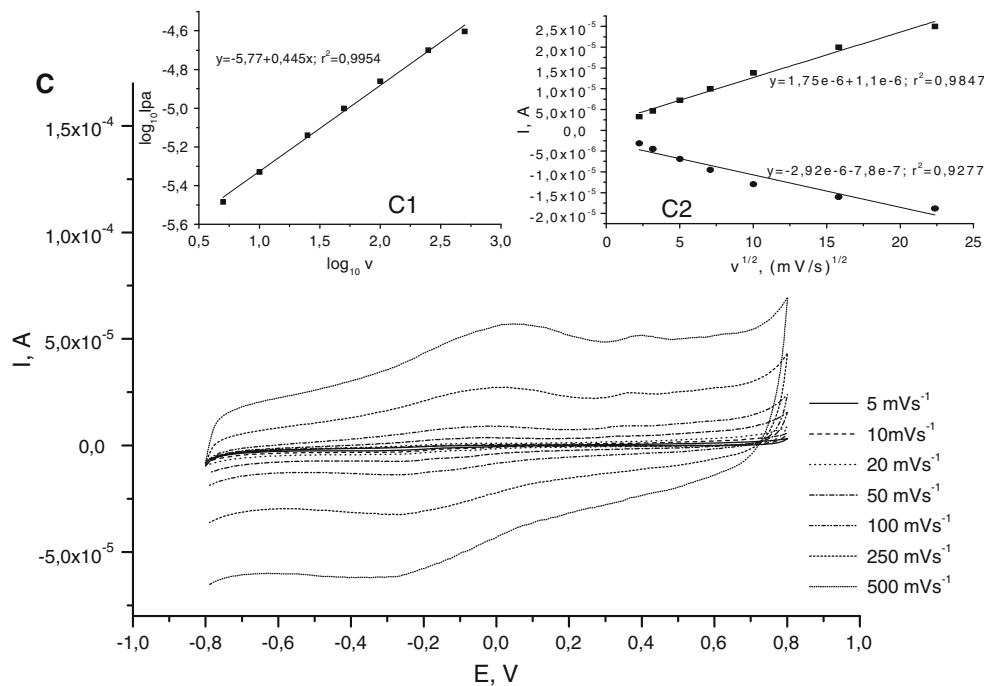 C
-4,6
-4,8
-5,0
-5,2
-5,4
-5,6
log₁₀Ipa
y=-5,77+0,445x; r²=0,9954
C1
0,5
1,0
1,5
2,0
2,5
3,0
log₁₀ v
2,5x10⁻⁵
2,0x10⁻⁵
1,5x10⁻⁵
1,0x10⁻⁵
5,0x10⁻⁶
0,0
-5,0x10⁻⁶
-1,0x10⁻⁵
-1,5x10⁻⁵
-2,0x10⁻⁵
I, A
y=1,75e-6+1,1e-6; r²=0,9847
y=-2,92e-6-7,8e-7; r²=0,9277
C2
0
5
10
15
20
25
v^1/2, (mV/s)^1/2
1,5x10⁻⁴
1,0x10⁻⁴
5,0x10⁻⁵
0,0
-5,0x10⁻⁵
I, A
5 mVs⁻¹
10mVs⁻¹
20 mVs⁻¹
50 mVs⁻¹
100 mVs⁻¹
250 mVs⁻¹
500 mVs⁻¹
-1,0
-0,8
-0,6
-0,4
-0,2
0,0
0,2
0,4
0,6
0,8
1,0
E, V